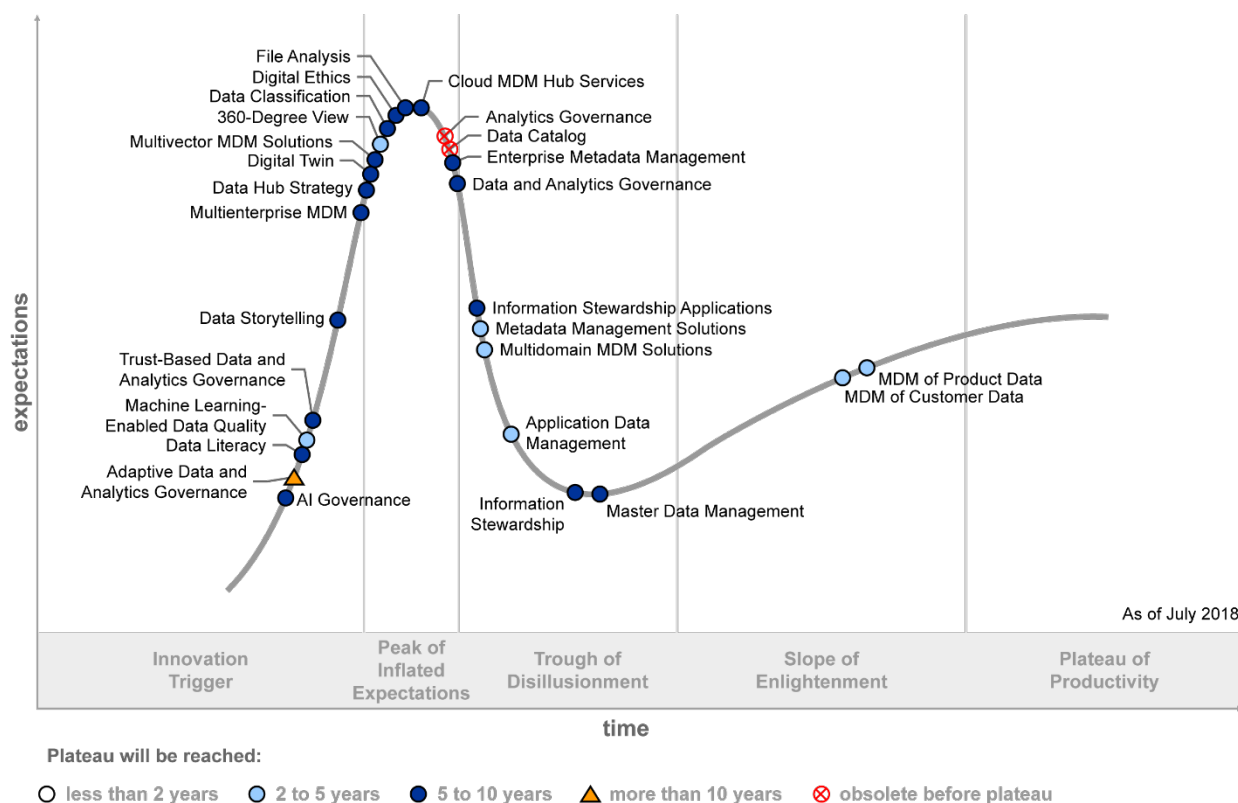 expectations
File Analysis
Digital Ethics
Data Classification
360-Degree View
Multivector MDM Solutions
Digital Twin
Data Hub Strategy
Multienterprise MDM
Data Storytelling
Trust-Based Data and
Analytics Governance
Machine Learning-
Enabled Data Quality
Data Literacy
Adaptive Data and
Analytics Governance
AI Governance
Cloud MDM Hub Services
Analytics Governance
Data Catalog
Enterprise Metadata Management
Data and Analytics Governance
Information Stewardship Applications
Metadata Management Solutions
Multidomain MDM Solutions
Application Data
Management
Information
Stewardship
Master Data Management
MDM of Product Data
MDM of Customer Data
As of July 2018
Innovation
Trigger
Peak of
Inflated
Expectations
Trough of
Disillusionment
Slope of
Enlightenment
Plateau of
Productivity
time
Plateau will be reached:
less than 2 years
2 to 5 years
5 to 10 years
more than 10 years
obsolete before plateau